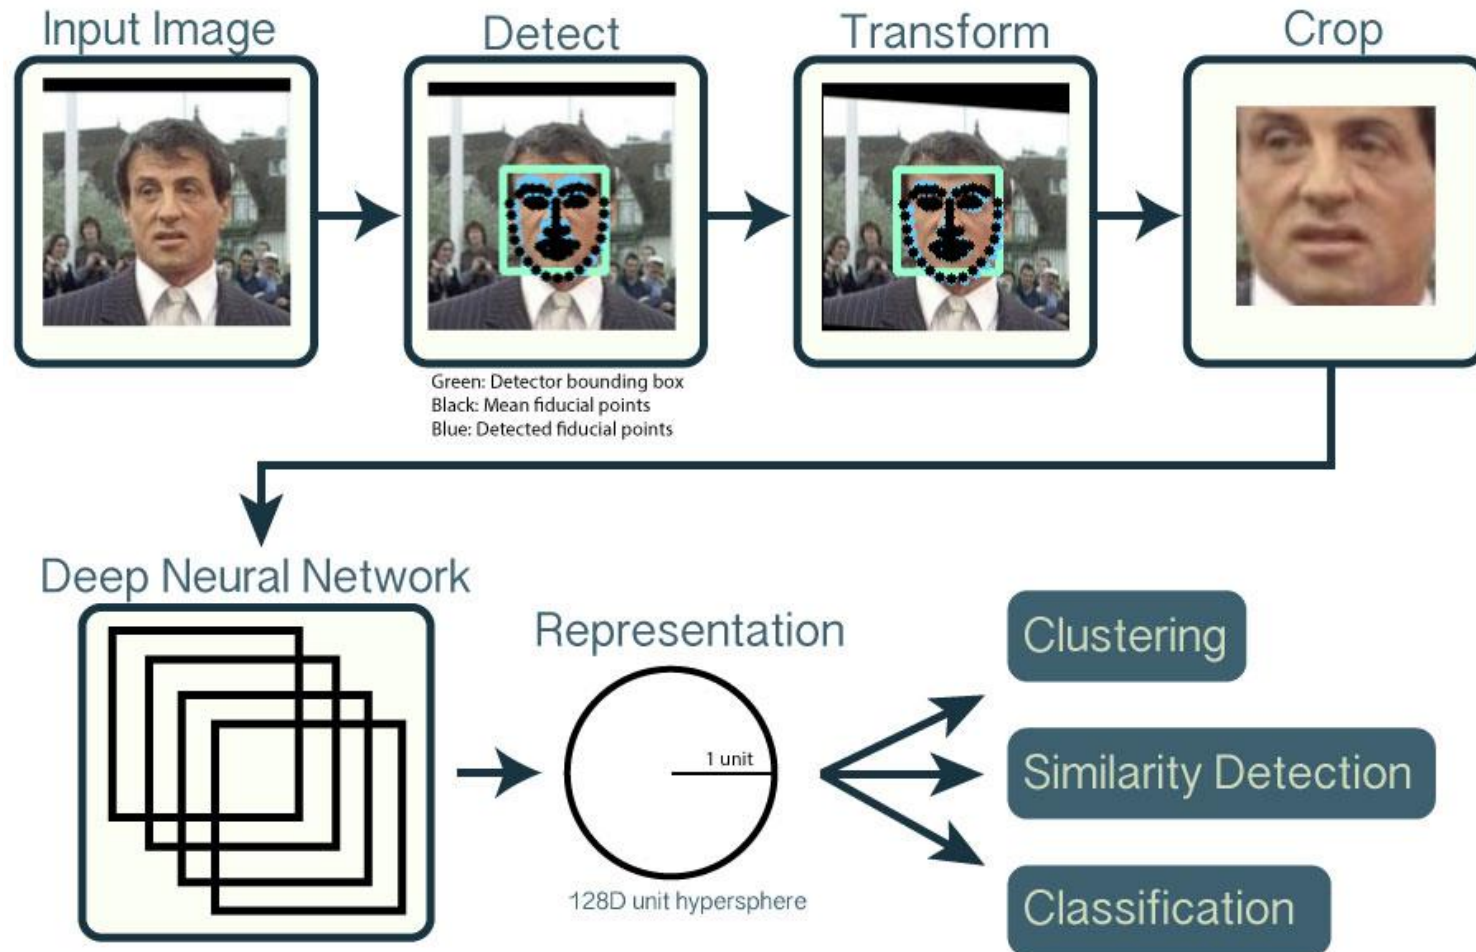 Input Image
Detect
Transform
Crop
Green: Detector bounding box
Black: Mean fiducial points
Blue: Detected fiducial points
Deep Neural Network
Representation
1 unit
128D unit hypersphere
Clustering
Similarity Detection
Classification